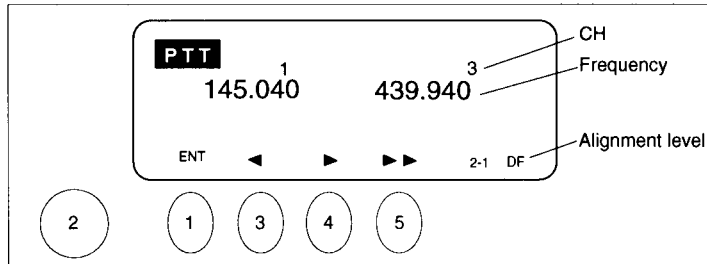 CH
PTT
1 3
Frequency
145.040 439.940
Alignment level
ENT ◄ ► ►► 2-1 DF
2 1 3 4 5